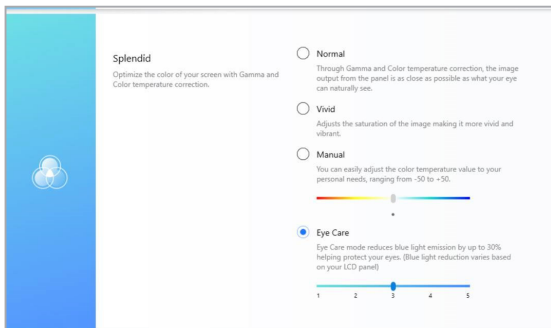 Splendid
Optimize the color of your screen with Gamma and
Color temperature correction.
Normal
Through Gamma and Color temperature correction, the image
output from the panel is as close as possible as what your eye
can naturally see.
Vivid
Adjusts the saturation of the image making it more vivid and
vibrant.
Manual
You can easily adjust the color temperature value to your
personal needs, ranging from -50 to +50.
Eye Care
Eye Care mode reduces blue light emission by up to 30%
helping protect your eyes. (Blue light reduction varies based
on your LCD panel)
1 2 3 4 5